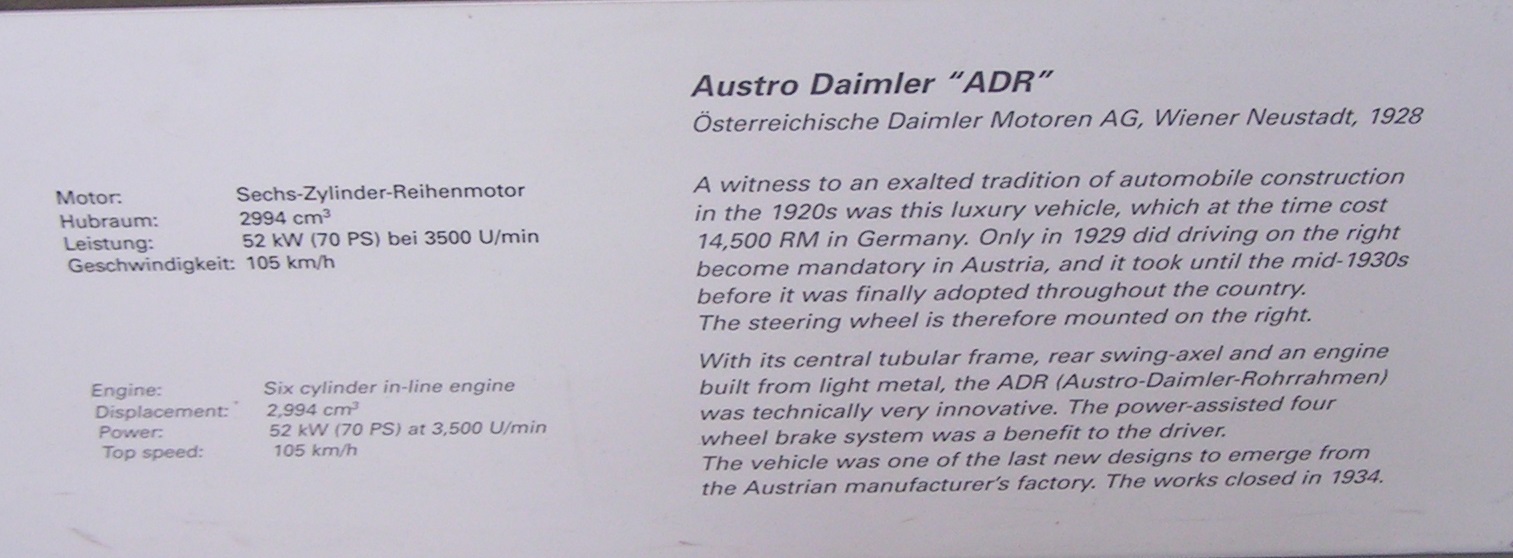 Motor: Sechs-Zylinder-Reihenmotor
Hubraum: 2994 cm³
Leistung: 52 kW (70 PS) bei 3500 U/min
Geschwindigkeit: 105 km/h
Engine: Six cylinder in-line engine
Displacement: 2,994 cm³
Power: 52 kW (70 PS) at 3,500 U/min
Top speed: 105 km/h
Austro Daimler “ADR”
Österreichische Daimler Motoren AG, Wiener Neustadt, 1928
A witness to an exalted tradition of automobile construction
in the 1920s was this luxury vehicle, which at the time cost
14,500 RM in Germany. Only in 1929 did driving on the right
become mandatory in Austria, and it took until the mid-1930s
before it was finally adopted throughout the country.
The steering wheel is therefore mounted on the right.
With its central tubular frame, rear swing-axel and an engine
built from light metal, the ADR (Austro-Daimler-Rohrrahmen)
was technically very innovative. The power-assisted four
wheel brake system was a benefit to the driver.
The vehicle was one of the last new designs to emerge from
the Austrian manufacturer’s factory. The works closed in 1934.